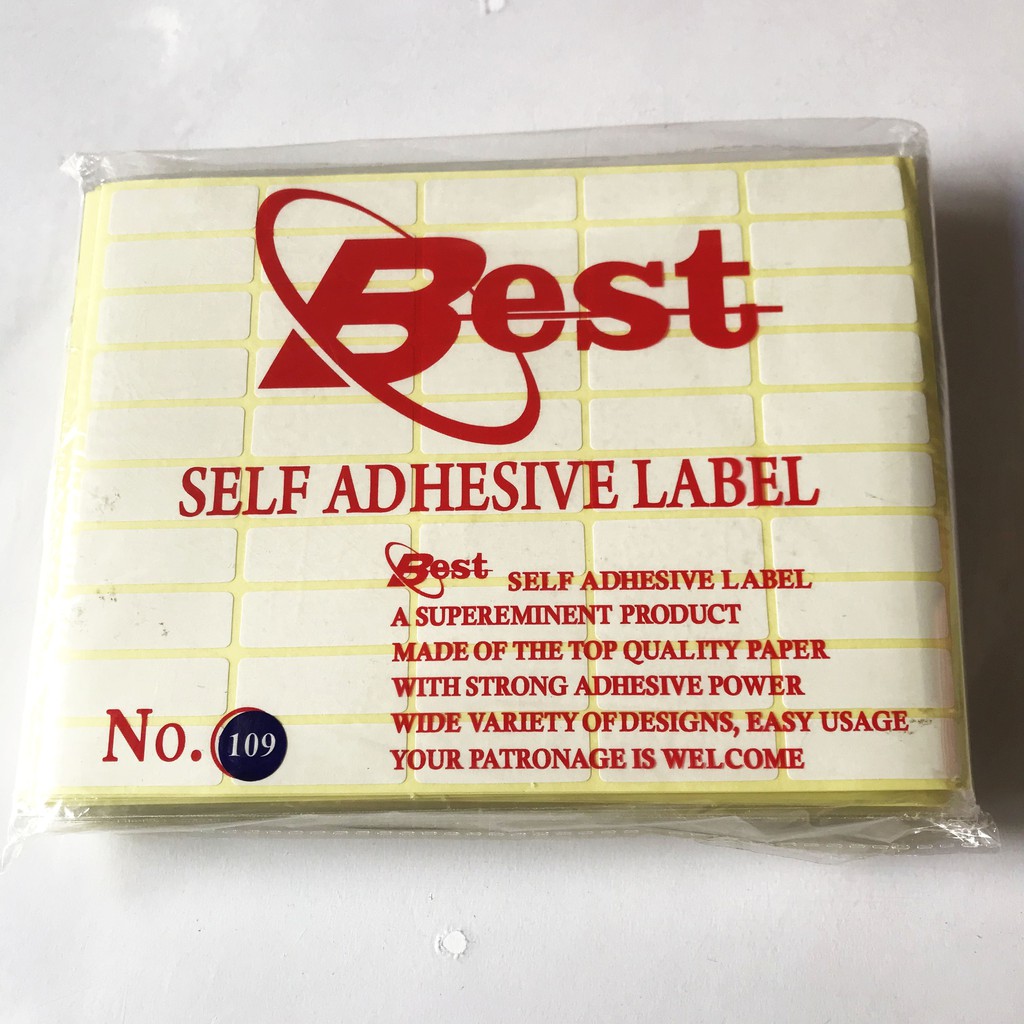 Best
SELF ADHESIVE LABEL
Best SELF ADHESIVE LABEL
A SUPEREMINENT PRODUCT
MADE OF THE TOP QUALITY PAPER
WITH STRONG ADHESIVE POWER
WIDE VARIETY OF DESIGNS, EASY USAGE
YOUR PATRONAGE IS WELCOME
No. 109